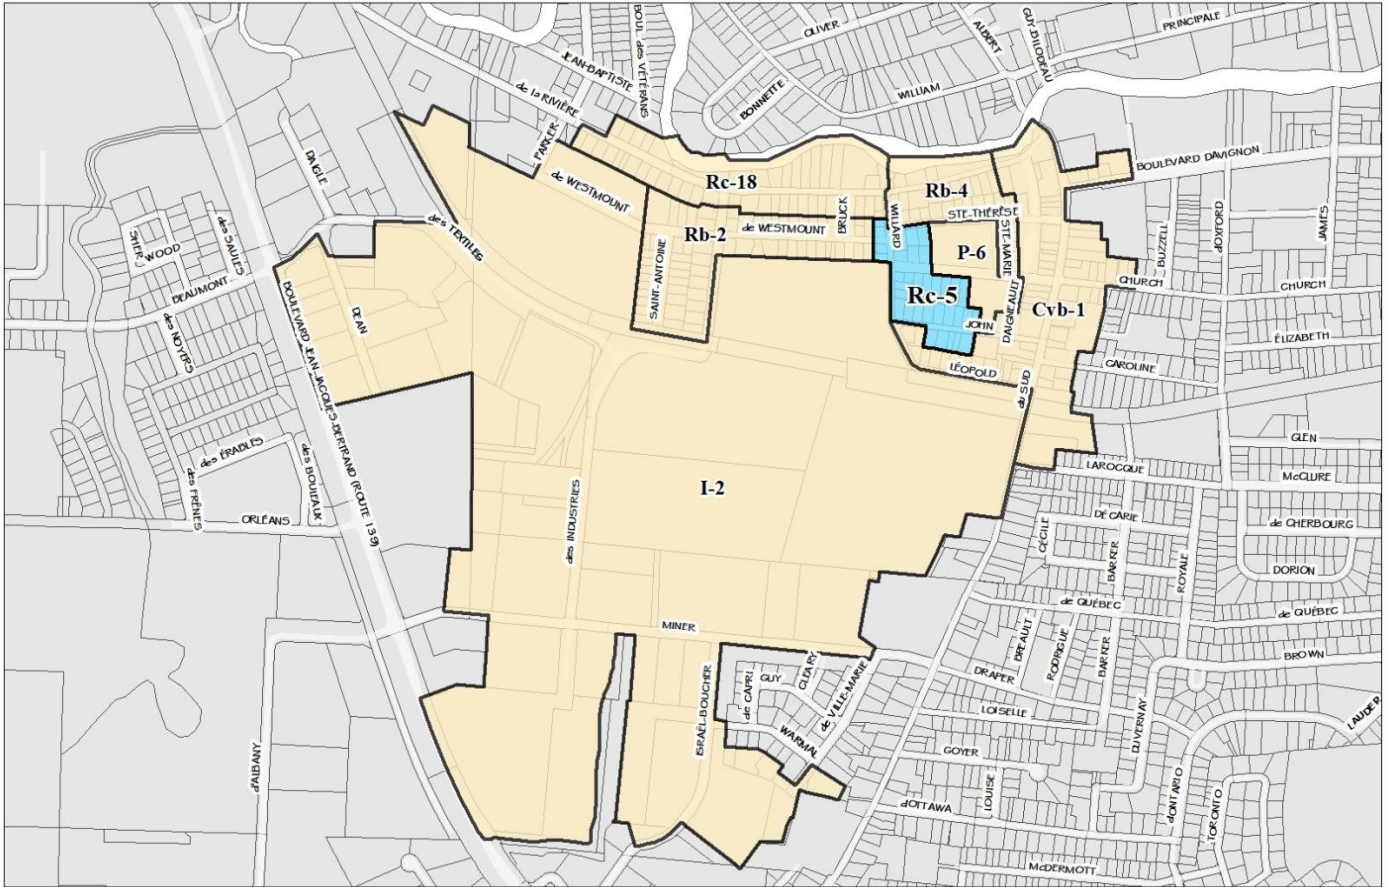 PRINCIPALE
GUY-BILODEAU
ALBERT
OLIVER
BOUL. des VÉTÉRANS
JEAN-BAPTISTE
de la RIVIÈRE
BONNETTE
WILLIAM
PARKER
DAIGLE
BOULEVARD DAVIGNON
de WESTMOUNT
Rc-18
Rb-4
BRUCK
WILLARD
STE-THÉRÈSE
STE-MARIE
OXFORD
JAMES
BUZZELL
des TEXTILES
Rb-2
de WESTMOUNT
P-6
SHERJ
WOOD
des SAULES
SAINT-ANTOINE
BEAUMONT
CHURCH
CHURCH
Rc-5
Cvb-1
DAIGNEAULT
JOHN
BOULEVARD JEAN-JACQUES-BERTRAND (ROUTE 139)
DEAN
des NOYERS
ÉLIZABETH
CAROLINE
LÉOPOLD
du SUD
des ÉRABLES
GLEN
LAROCQUE
McCLURE
des FRÊNES
des BOULEAUX
I-2
ORLÉANS
des INDUSTRIES
DÉCARIE
CÉCILE
BARKER
ROYALE
de CHERBOURG
DORION
de QUÉBEC
de QUÉBEC
MINER
BREAULT
RODRIGUE
BARKER
BROWN
DRAPER
CLEARY
GUY
de CAPRI
de VILLE-MARIE
ISRAËL-BOUCHER
LOISELLE
DUVERNAY
LAUDER
WARMAL
GOYER
D'ALBANY
LOUISE
D'OTTAWA
D'ONTARIO
TORONTO
McDERMOTT